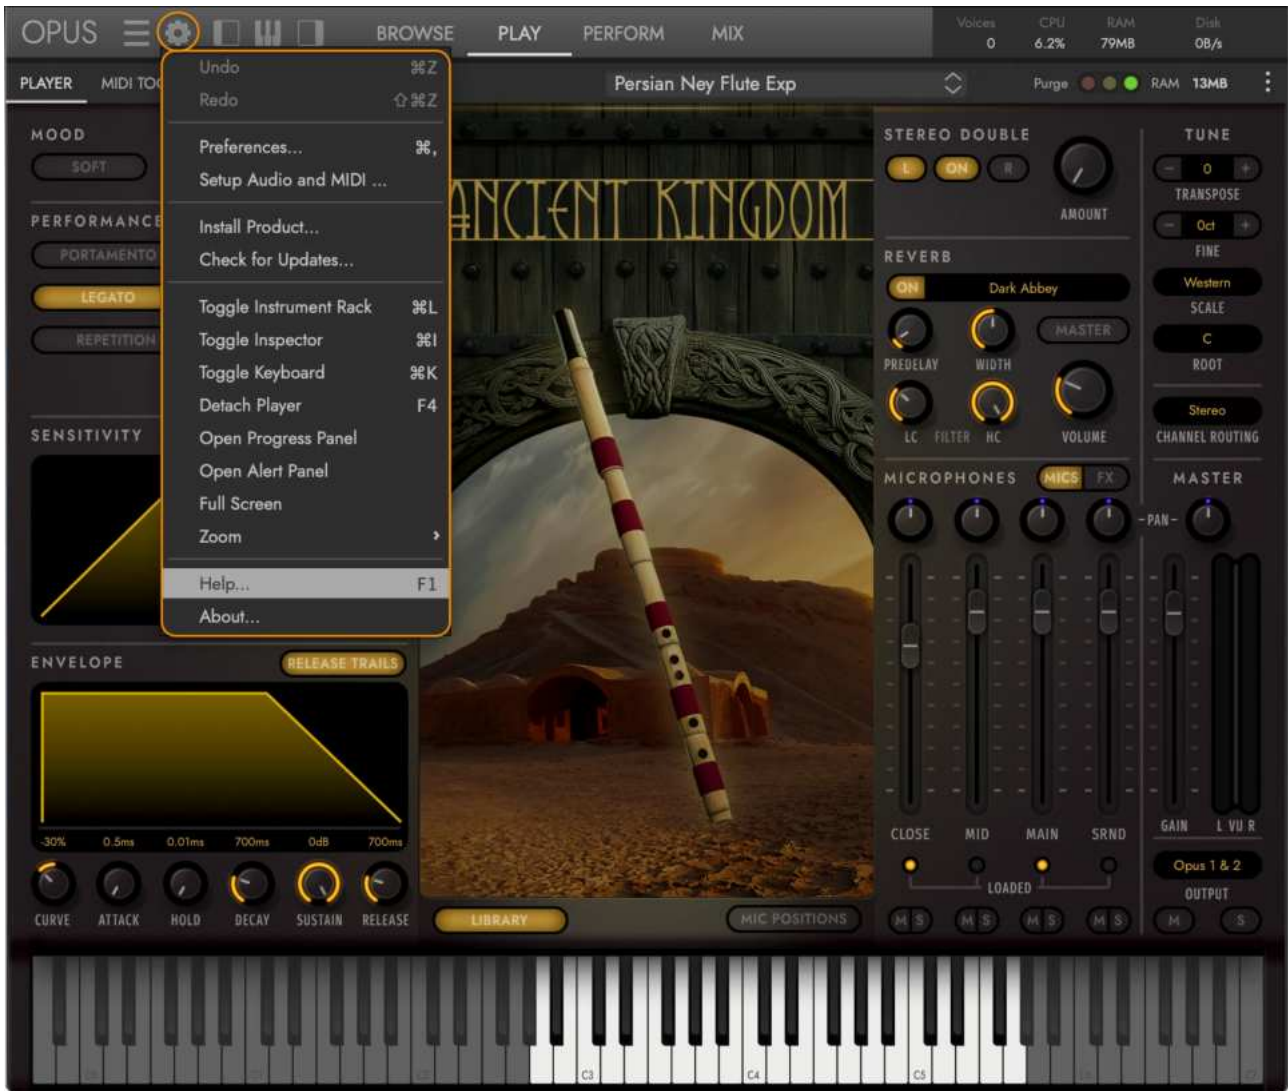 OPUS
BROWSE
PLAY
PERFORM
MIX
Voices
0
CPU
6.2%
RAM
79MB
Disk
0B/s
PLAYER
MIDI TOO
Persian Ney Flute Exp
Purge
RAM 13MB
Undo ⌘Z
Redo ⇧⌘Z
Preferences... ⌘,
Setup Audio and MIDI ...
Install Product...
Check for Updates...
Toggle Instrument Rack ⌘L
Toggle Inspector ⌘I
Toggle Keyboard ⌘K
Detach Player F4
Open Progress Panel
Open Alert Panel
Full Screen
Zoom
Help... F1
About...
MOOD
SOFT
PERFORMANCE
PORTAMENTO
LEGATO
REPETITION
SENSITIVITY
ENVELOPE
RELEASE TRAILS
-30% 0.5ms 0.01ms 700ms 0dB 700ms
CURVE ATTACK HOLD DECAY SUSTAIN RELEASE
ANCIENT KINGDOM
LIBRARY
MIC POSITIONS
STEREO DOUBLE
L ON R
AMOUNT
REVERB
ON Dark Abbey
MASTER
PREDELAY WIDTH
LC FILTER HC VOLUME
MICROPHONES
MICS FX
CLOSE MID MAIN SRND
LOADED
M S M S M S M S
TUNE
- 0 +
TRANSPOSE
- 0ct +
FINE
Western
SCALE
C
ROOT
Stereo
CHANNEL ROUTING
MASTER
-PAN-
GAIN L VU R
Opus 1 & 2
OUTPUT
M S
C3 C4 C5